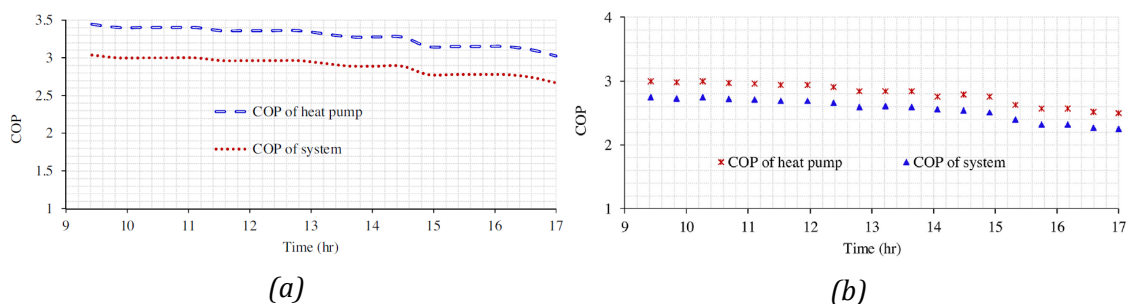 3.5
3
2.5
2
1.5
1
COP
COP of heat pump
COP of system
9 10 11 12 13 14 15 16 17
Time (hr)
(a)
4
3
2
1
COP
COP of heat pump COP of system
9 10 11 12 13 14 15 16 17
Time (hr)
(b)